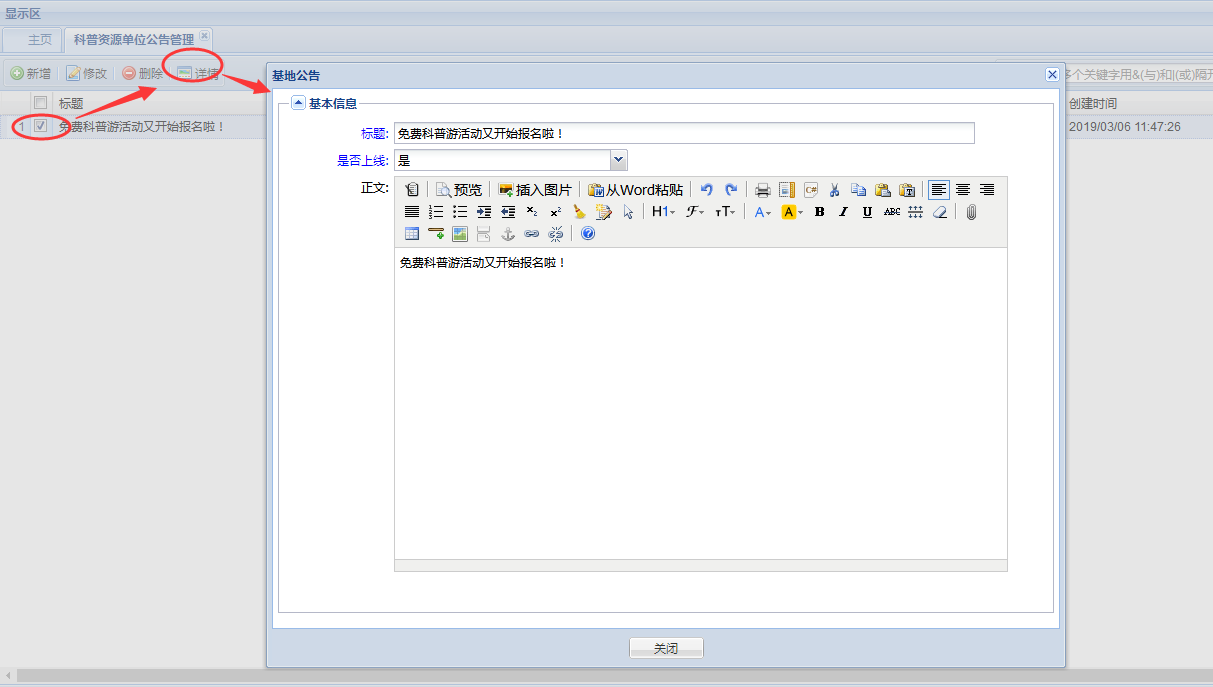 显示区
主页 科普资源单位公告管理
新增 修改 删除 详情
多个关键字用&(与)和|(或)隔开
标题
创建时间
1 免费科普游活动又开始报名啦！
2019/03/06 11:47:26
基地公告
基本信息
标题: 免费科普游活动又开始报名啦！
是否上线: 是
正文:
预览 插入图片 从Word粘贴
H1 F TT A A B I U ABC
免费科普游活动又开始报名啦！
关闭